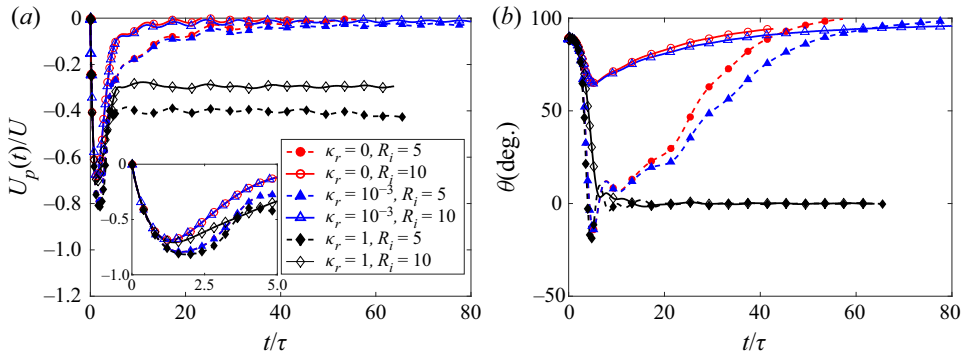 (a)
(b)
0
−0.2
−0.4
−0.6
−0.8
−1.0
−1.2
U_p(t)/U
0
20
40
60
80
t/τ
0
−0.5
−1.0
0
2.5
5.0
κ_r = 0, R_i = 5
κ_r = 0, R_i = 10
κ_r = 10^−3, R_i = 5
κ_r = 10^−3, R_i = 10
κ_r = 1, R_i = 5
κ_r = 1, R_i = 10
100
50
0
−50
θ(deg.)
0
20
40
60
80
t/τ